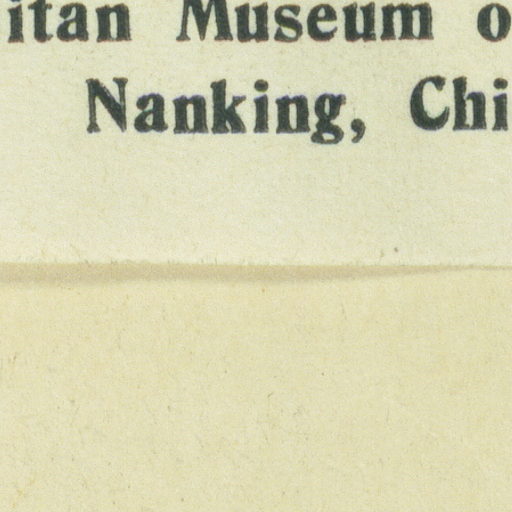 itan Museum o
Nanking, Chi